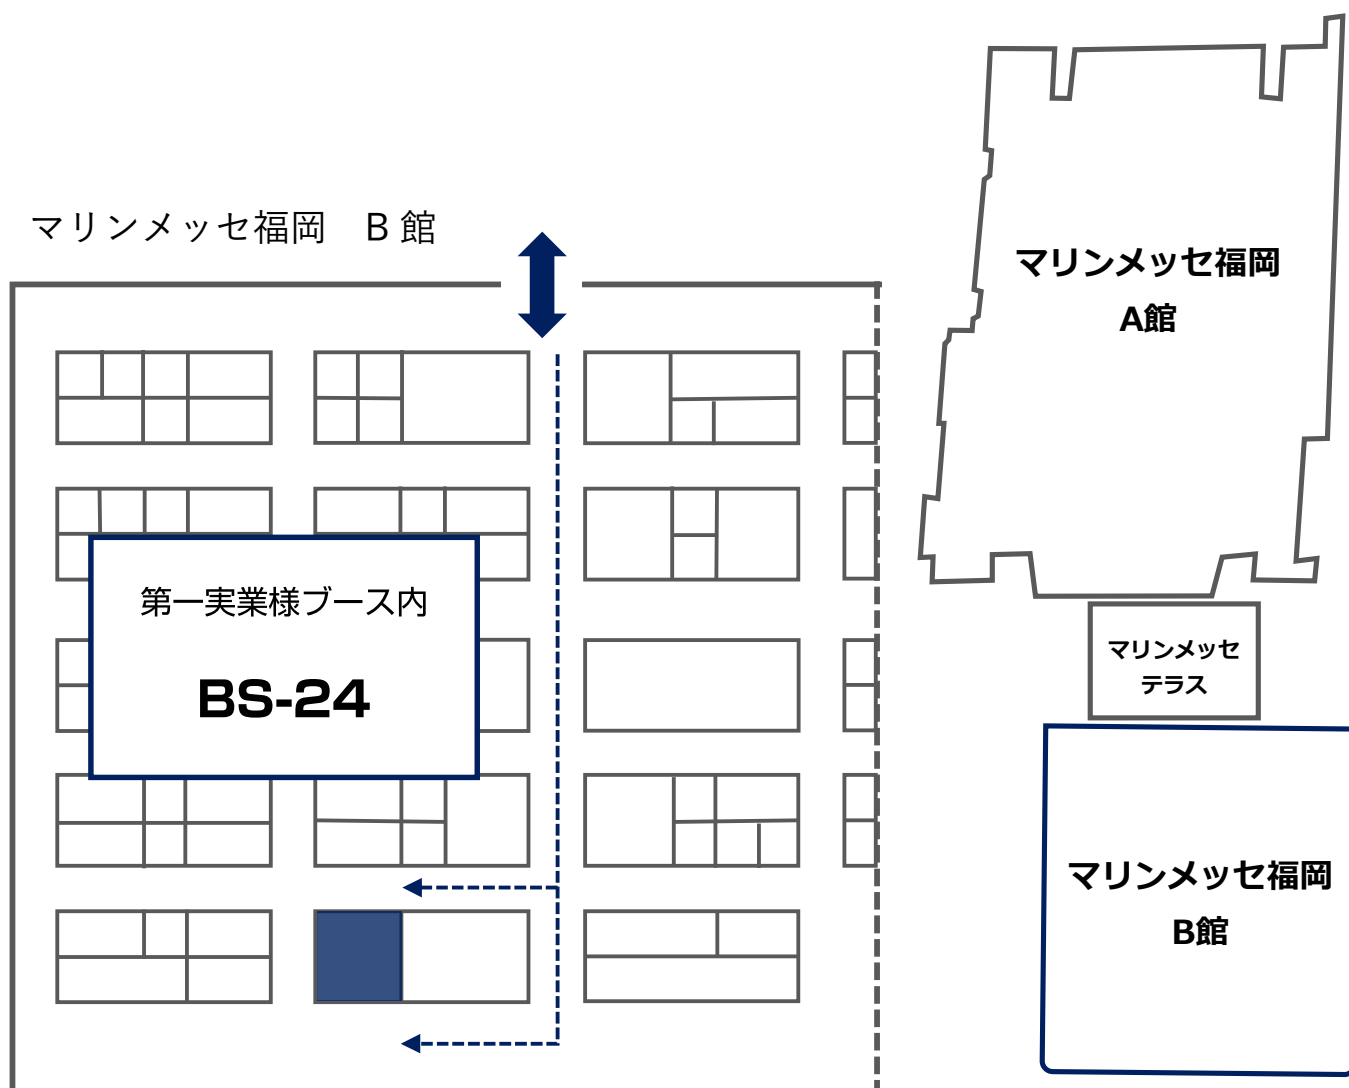 マリンメッセ福岡　B館
第一実業様ブース内
BS-24
マリンメッセ福岡
A館
マリンメッセ
テラス
マリンメッセ福岡
B館